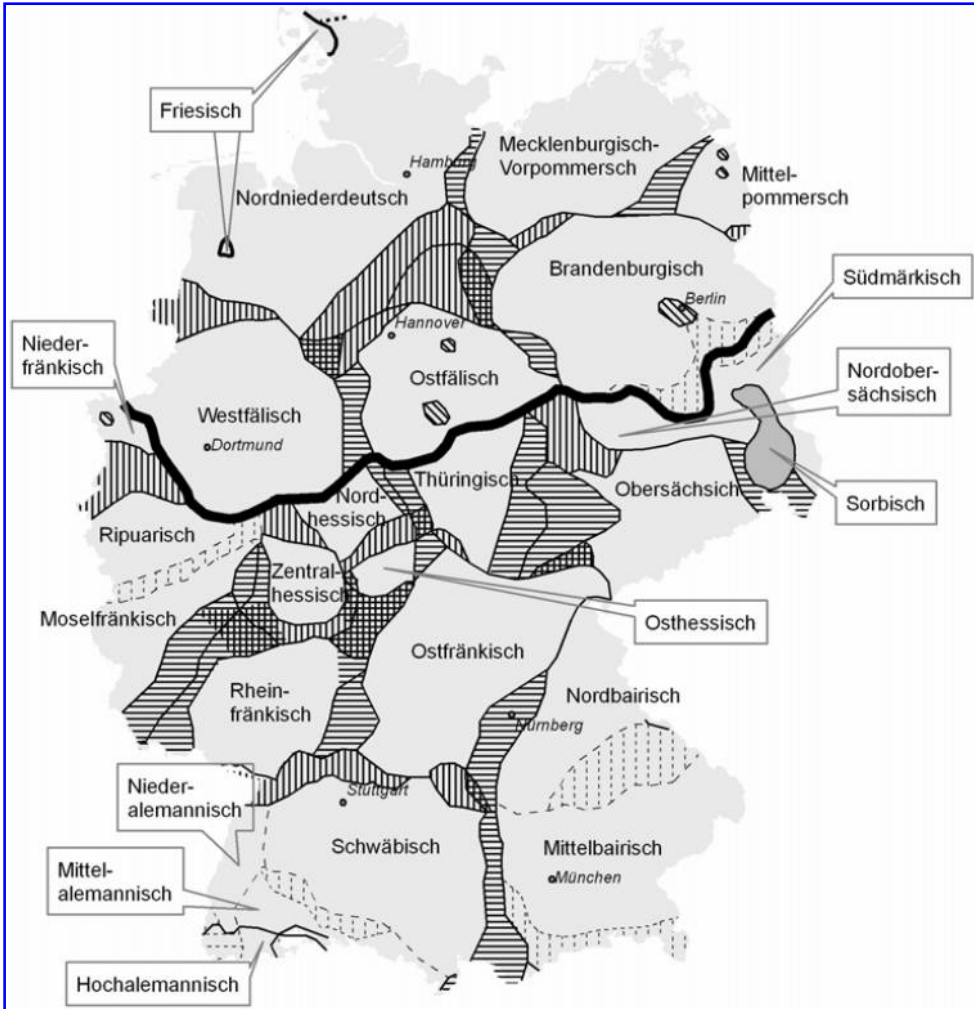 Friesisch
Mecklenburgisch-
Vorpommersch
Hamburg
Mittel-
pommersch
Nordniederdeutsch
Brandenburgisch
Südmärkisch
Berlin
Hannover
Nieder-
fränkisch
Nordober-
sächsisch
Ostfälisch
Westfälisch
Dortmund
Thüringisch
Obersächsich
Nord-
hessisch
Sorbisch
Ripuarisch
Zentral-
hessisch
Moselfränkisch
Osthessisch
Ostfränkisch
Rhein-
fränkisch
Nordbairisch
Nürnberg
Nieder-
alemannisch
Stuttgart
Schwäbisch
Mittelbairisch
Mittel-
alemannisch
München
Hochalemannisch